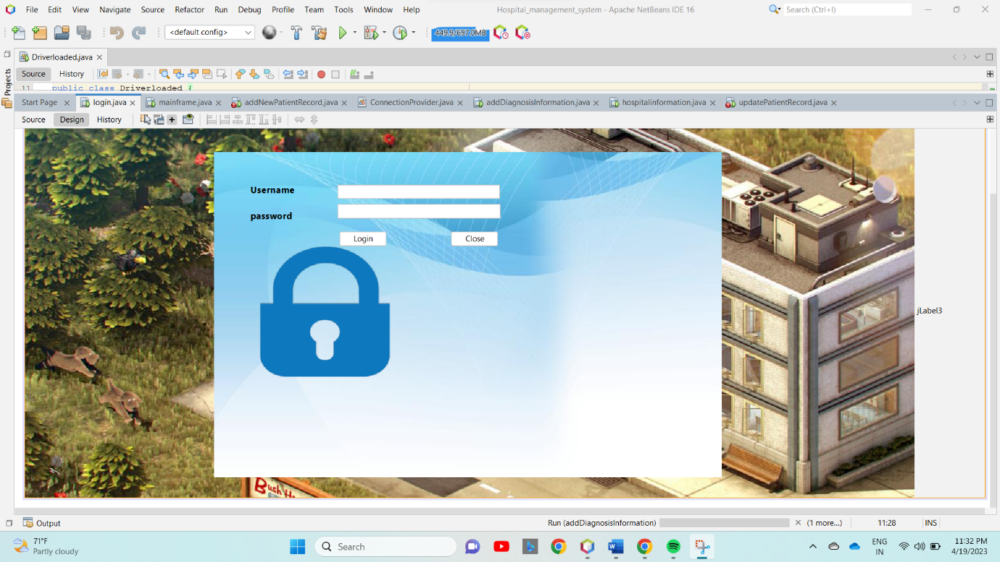 File Edit View Navigate Source Refactor Run Debug Profile Team Tools Window Help
Hospital_management_system - Apache NetBeans IDE 16
Search (Ctrl+I)
<default config>
449.9/697.0MB
Driverloaded.java
Projects
Source History
11 public class Driverloaded {
Start Page login.java mainframe.java addNewPatientRecord.java ConnectionProvider.java addDiagnosisInformation.java hospitalinformation.java updatePatientRecord.java
Source Design History
Username
password
Login Close
jLabel3
Bush H
Output
Run (addDiagnosisInformation) (1 more...) 11:28 INS
71°F
Partly cloudy
Search
ENG
IN
11:32 PM
4/19/2023